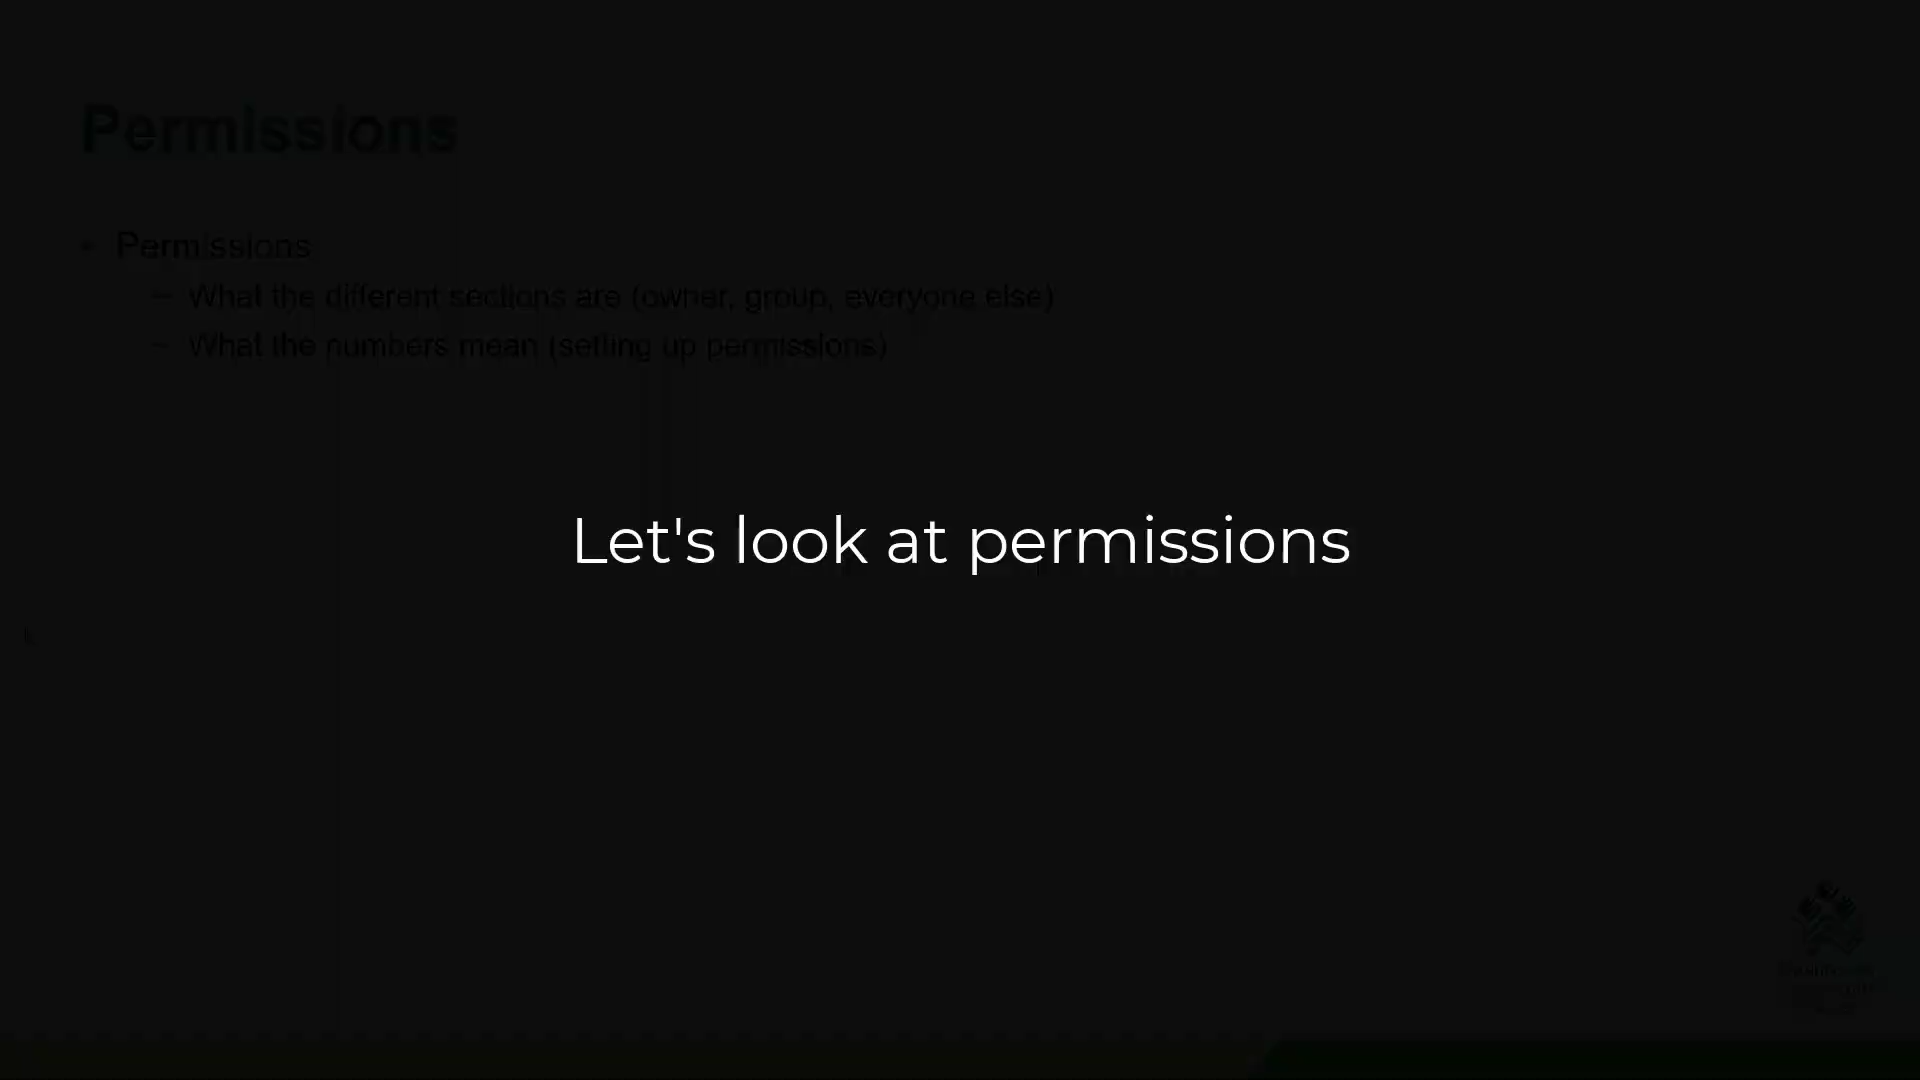 Permissions
• Permissions
– What the different sections are (owner, group, everyone else)
– What the numbers mean (setting up permissions)
Let's look at permissions